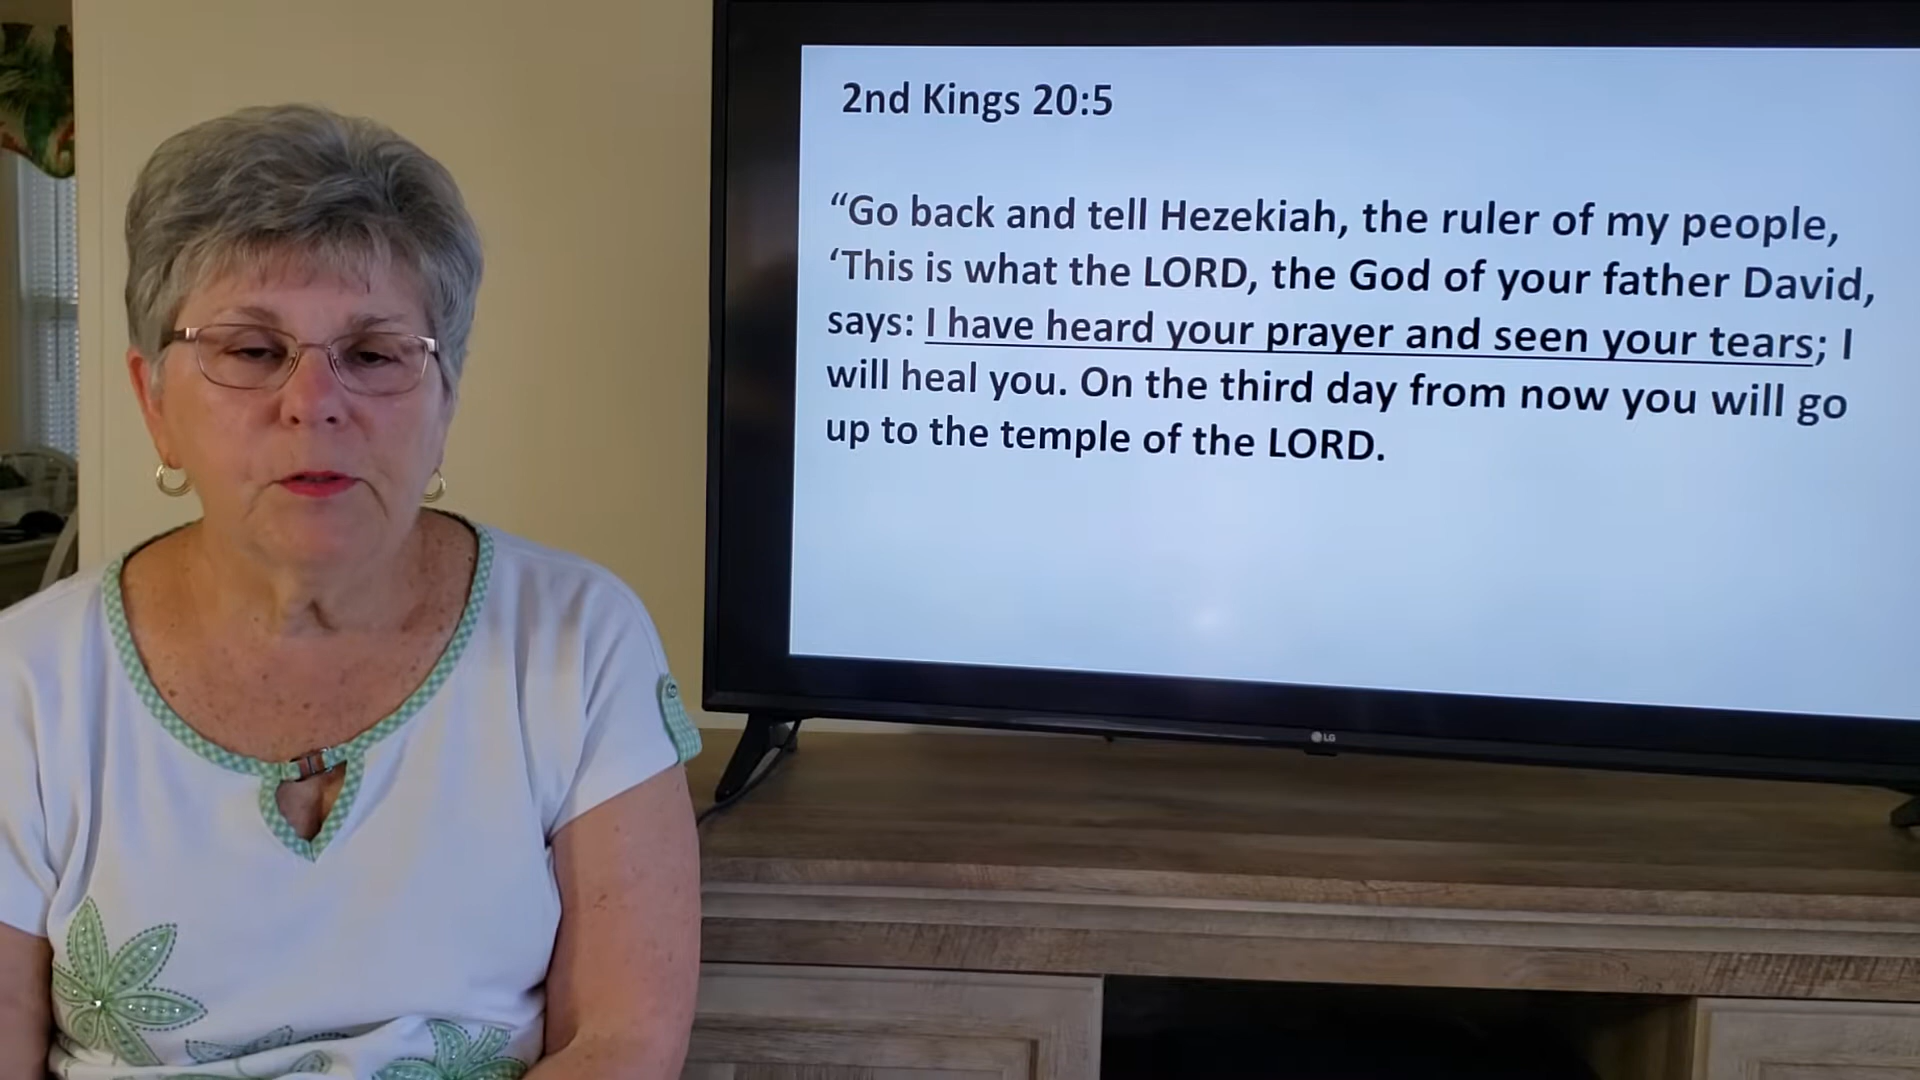 2nd Kings 20:5
“Go back and tell Hezekiah, the ruler of my people,
‘This is what the LORD, the God of your father David,
says: I have heard your prayer and seen your tears; I
will heal you. On the third day from now you will go
up to the temple of the LORD.
LG